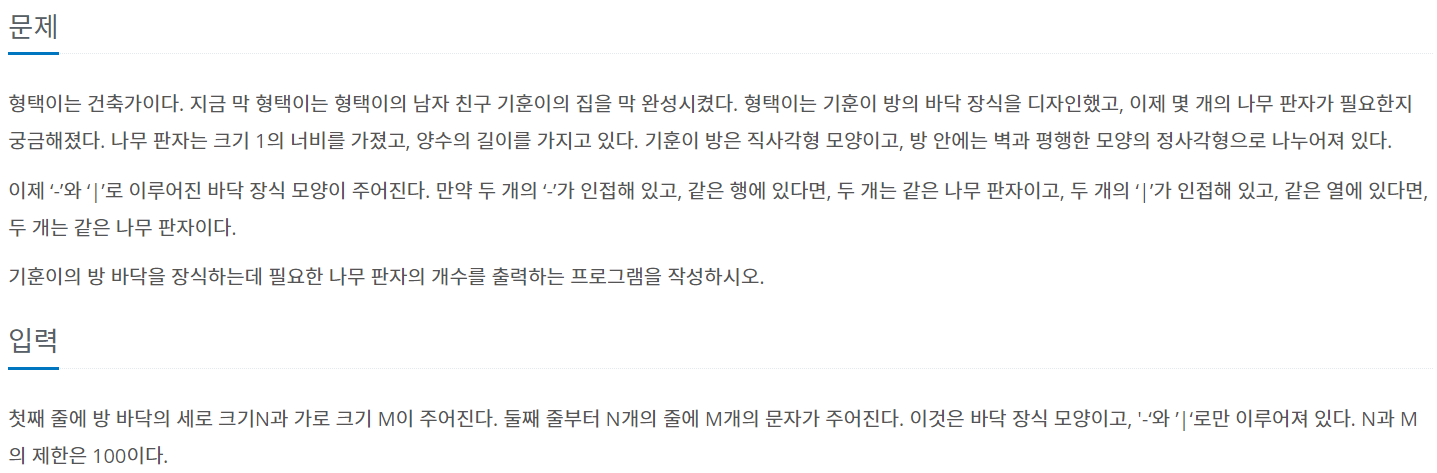 문제
형택이는 건축가이다. 지금 막 형택이는 형택이의 남자 친구 기훈이의 집을 막 완성시켰다. 형택이는 기훈이 방의 바닥 장식을 디자인했고, 이제 몇 개의 나무 판자가 필요한지
궁금해졌다. 나무 판자는 크기 1의 너비를 가졌고, 양수의 길이를 가지고 있다. 기훈이 방은 직사각형 모양이고, 방 안에는 벽과 평행한 모양의 정사각형으로 나누어져 있다.
이제 ‘-’와 ‘|’로 이루어진 바닥 장식 모양이 주어진다. 만약 두 개의 ‘-’가 인접해 있고, 같은 행에 있다면, 두 개는 같은 나무 판자이고, 두 개의 ‘|’가 인접해 있고, 같은 열에 있다면,
두 개는 같은 나무 판자이다.
기훈이의 방 바닥을 장식하는데 필요한 나무 판자의 개수를 출력하는 프로그램을 작성하시오.
입력
첫째 줄에 방 바닥의 세로 크기N과 가로 크기 M이 주어진다. 둘째 줄부터 N개의 줄에 M개의 문자가 주어진다. 이것은 바닥 장식 모양이고, '-‘와 ’|‘로만 이루어져 있다. N과 M
의 제한은 100이다.